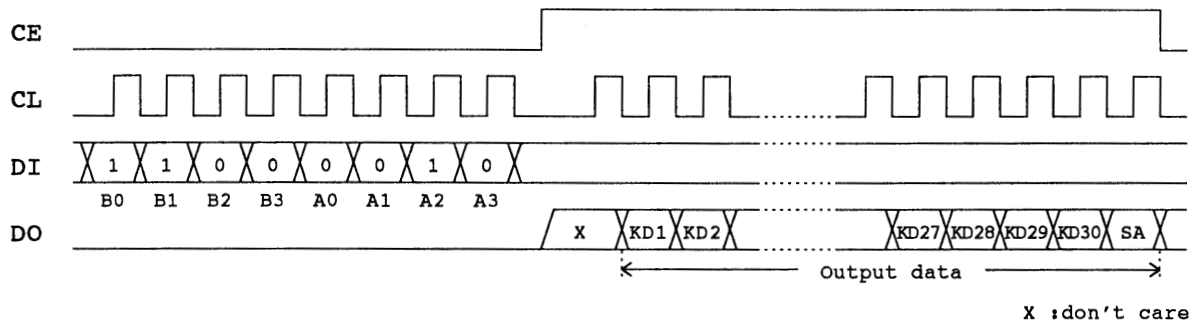 CE
CL
DI 1 1 0 0 0 0 1 0
B0 B1 B2 B3 A0 A1 A2 A3
DO X KD1 KD2 KD27 KD28 KD29 KD30 SA
Output data
X :don't care